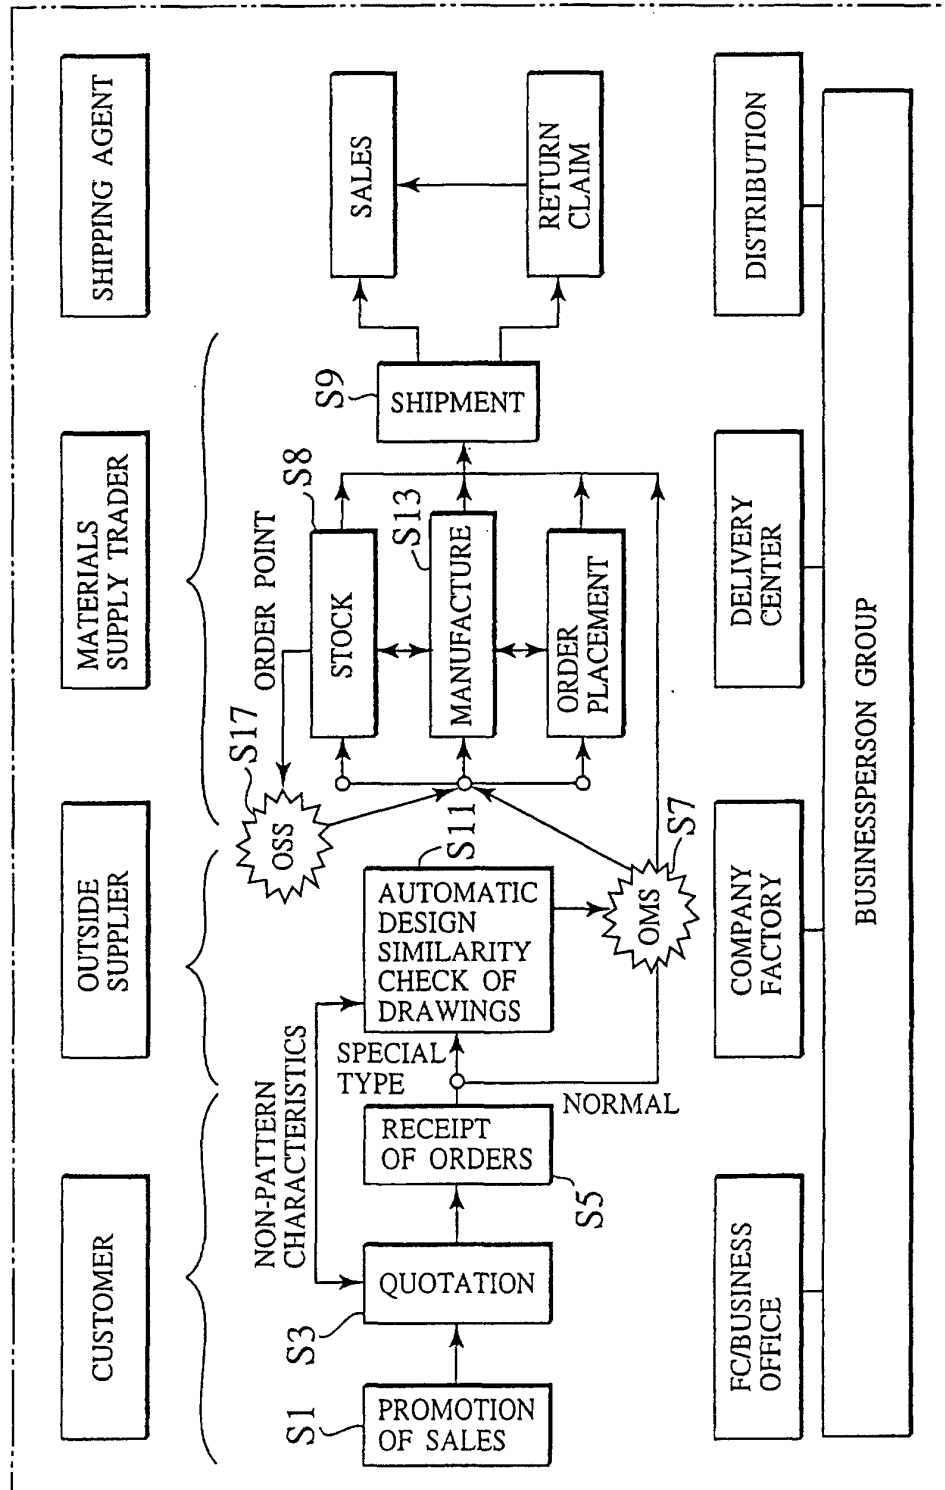 CUSTOMER
OUTSIDE
SUPPLIER
MATERIALS
SUPPLY TRADER
SHIPPING AGENT
NON-PATTERN
CHARACTERISTICS
S17
ORDER POINT
OSS
S1
PROMOTION
OF SALES
S3
QUOTATION
RECEIPT
OF ORDERS
S5
SPECIAL
TYPE
NORMAL
AUTOMATIC
DESIGN
SIMILARITY
CHECK OF
DRAWINGS
S11
OMS
S7
STOCK
S8
MANUFACTURE
S13
ORDER
PLACEMENT
SHIPMENT
S9
SALES
RETURN
CLAIM
FC/BUSINESS
OFFICE
COMPANY
FACTORY
DELIVERY
CENTER
DISTRIBUTION
BUSINESSPERSON GROUP